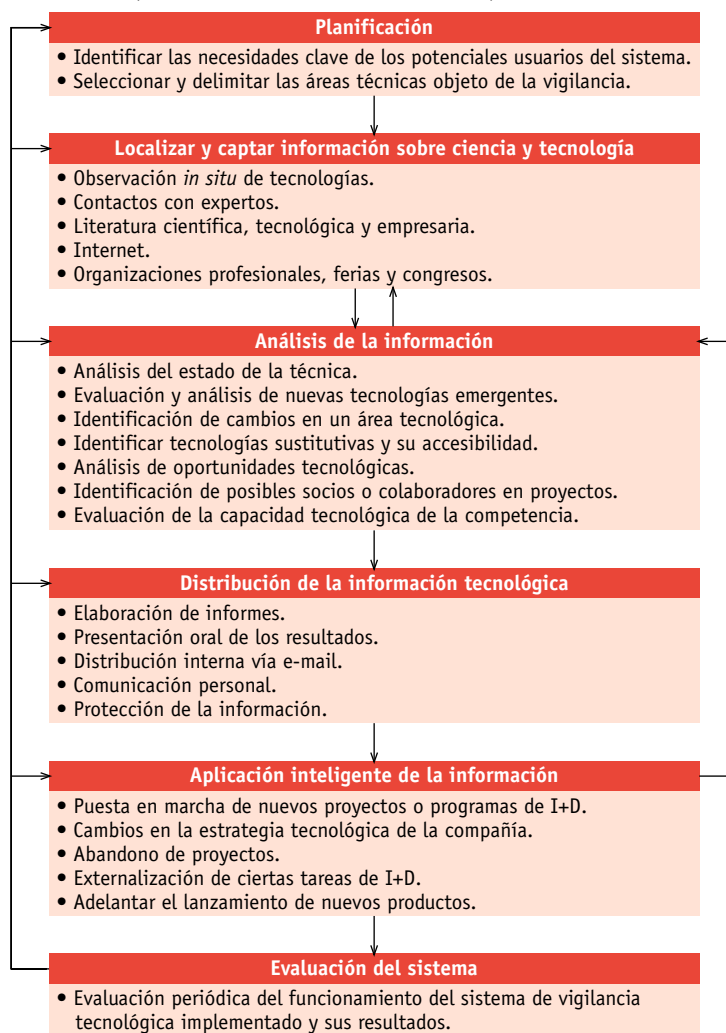 Planificación
• Identificar las necesidades clave de los potenciales usuarios del sistema.
• Seleccionar y delimitar las áreas técnicas objeto de la vigilancia.
Localizar y captar información sobre ciencia y tecnología
• Observación in situ de tecnologías.
• Contactos con expertos.
• Literatura científica, tecnológica y empresaria.
• Internet.
• Organizaciones profesionales, ferias y congresos.
Análisis de la información
• Análisis del estado de la técnica.
• Evaluación y análisis de nuevas tecnologías emergentes.
• Identificación de cambios en un área tecnológica.
• Identificar tecnologías sustitutivas y su accesibilidad.
• Análisis de oportunidades tecnológicas.
• Identificación de posibles socios o colaboradores en proyectos.
• Evaluación de la capacidad tecnológica de la competencia.
Distribución de la información tecnológica
• Elaboración de informes.
• Presentación oral de los resultados.
• Distribución interna vía e-mail.
• Comunicación personal.
• Protección de la información.
Aplicación inteligente de la información
• Puesta en marcha de nuevos proyectos o programas de I+D.
• Cambios en la estrategia tecnológica de la compañía.
• Abandono de proyectos.
• Externalización de ciertas tareas de I+D.
• Adelantar el lanzamiento de nuevos productos.
Evaluación del sistema
• Evaluación periódica del funcionamiento del sistema de vigilancia
tecnológica implementado y sus resultados.